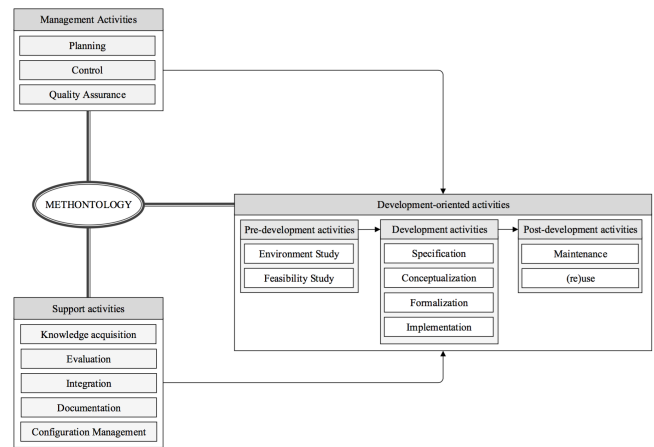 Management Activities
Planning
Control
Quality Assurance
METHONTOLOGY
Development-oriented activities
Pre-development activities
Environment Study
Feasibility Study
Development activities
Specification
Conceptualization
Formalization
Implementation
Post-development activities
Maintenance
(re)use
Support activities
Knowledge acquisition
Evaluation
Integration
Documentation
Configuration Management